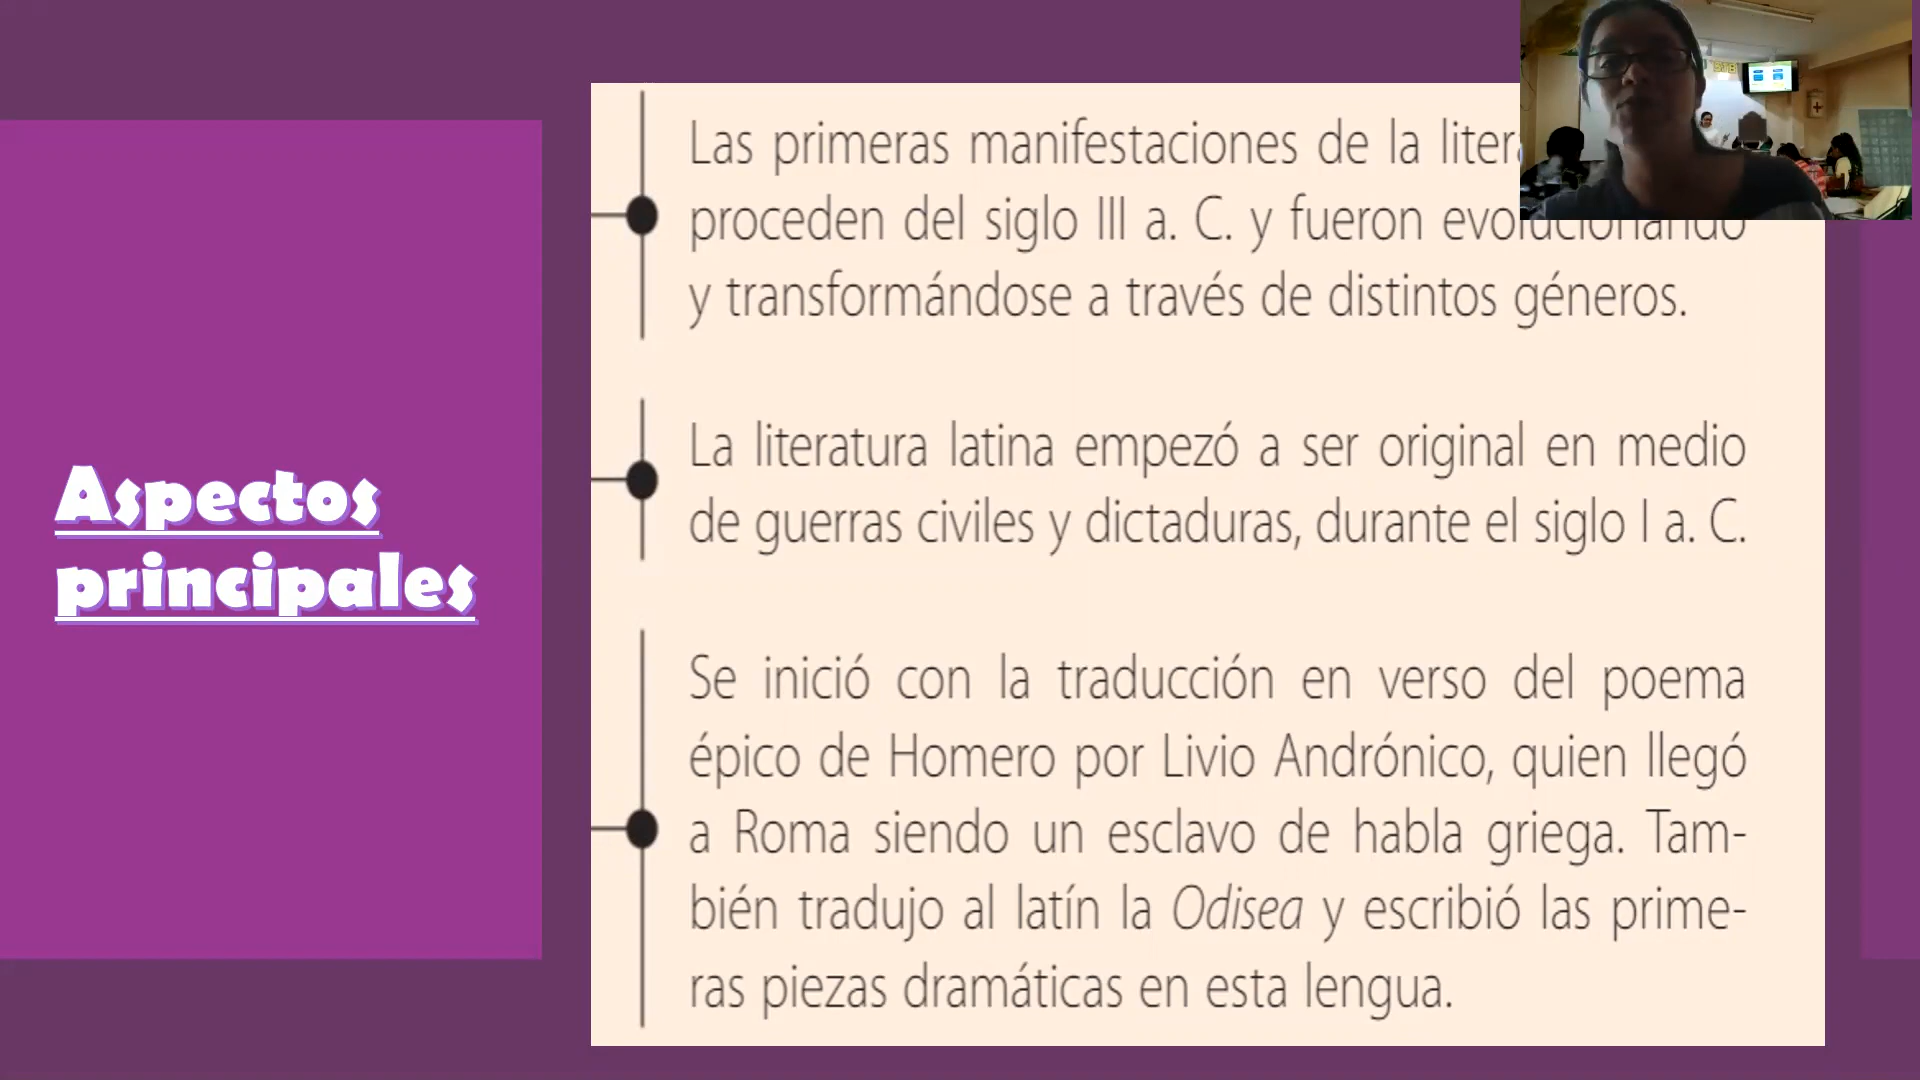 Aspectos
principales
Las primeras manifestaciones de la
proceden del siglo III a. C. y fueron evolucionando
y transformándose a través de distintos géneros.
La literatura latina empezó a ser original en medio
de guerras civiles y dictaduras, durante el siglo I a. C.
Se inició con la traducción en verso del poema
épico de Homero por Livio Andrónico, quien llegó
a Roma siendo un esclavo de habla griega. Tam-
bién tradujo al latín la Odisea y escribió las prime-
ras piezas dramáticas en esta lengua.